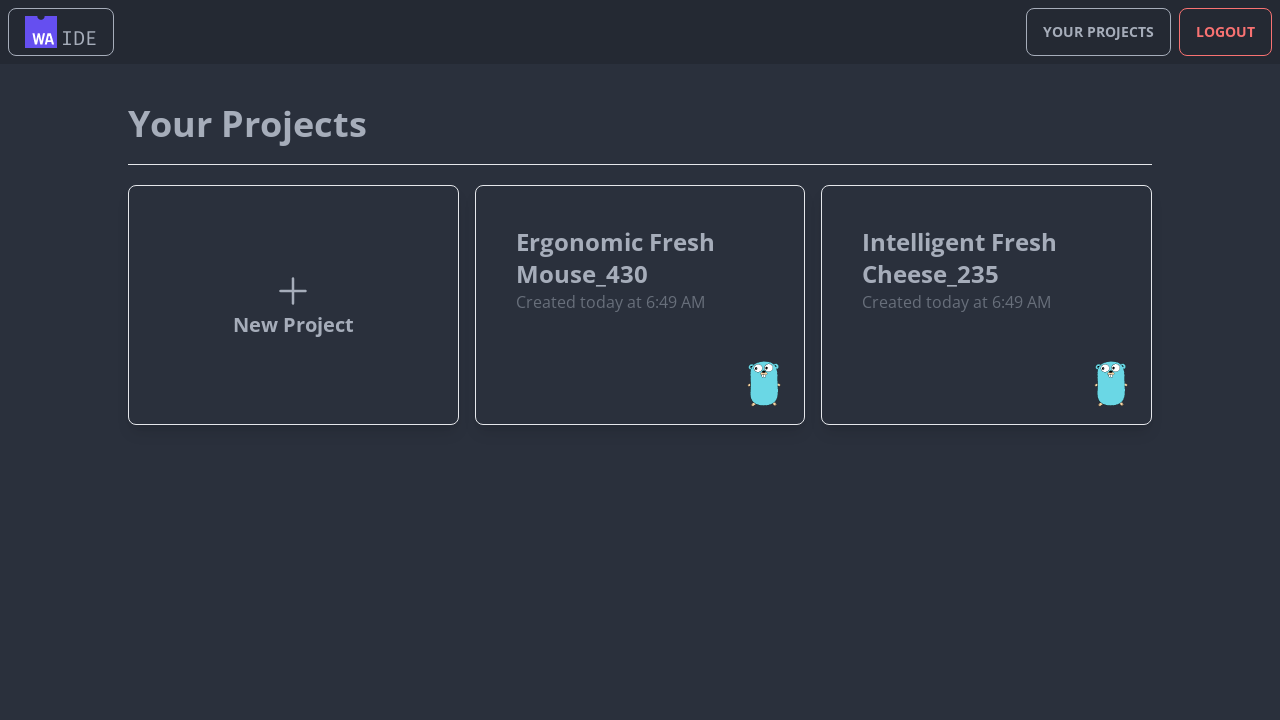 WA IDE
YOUR PROJECTS
LOGOUT
Your Projects
New Project
Ergonomic Fresh
Mouse_430
Created today at 6:49 AM
Intelligent Fresh
Cheese_235
Created today at 6:49 AM